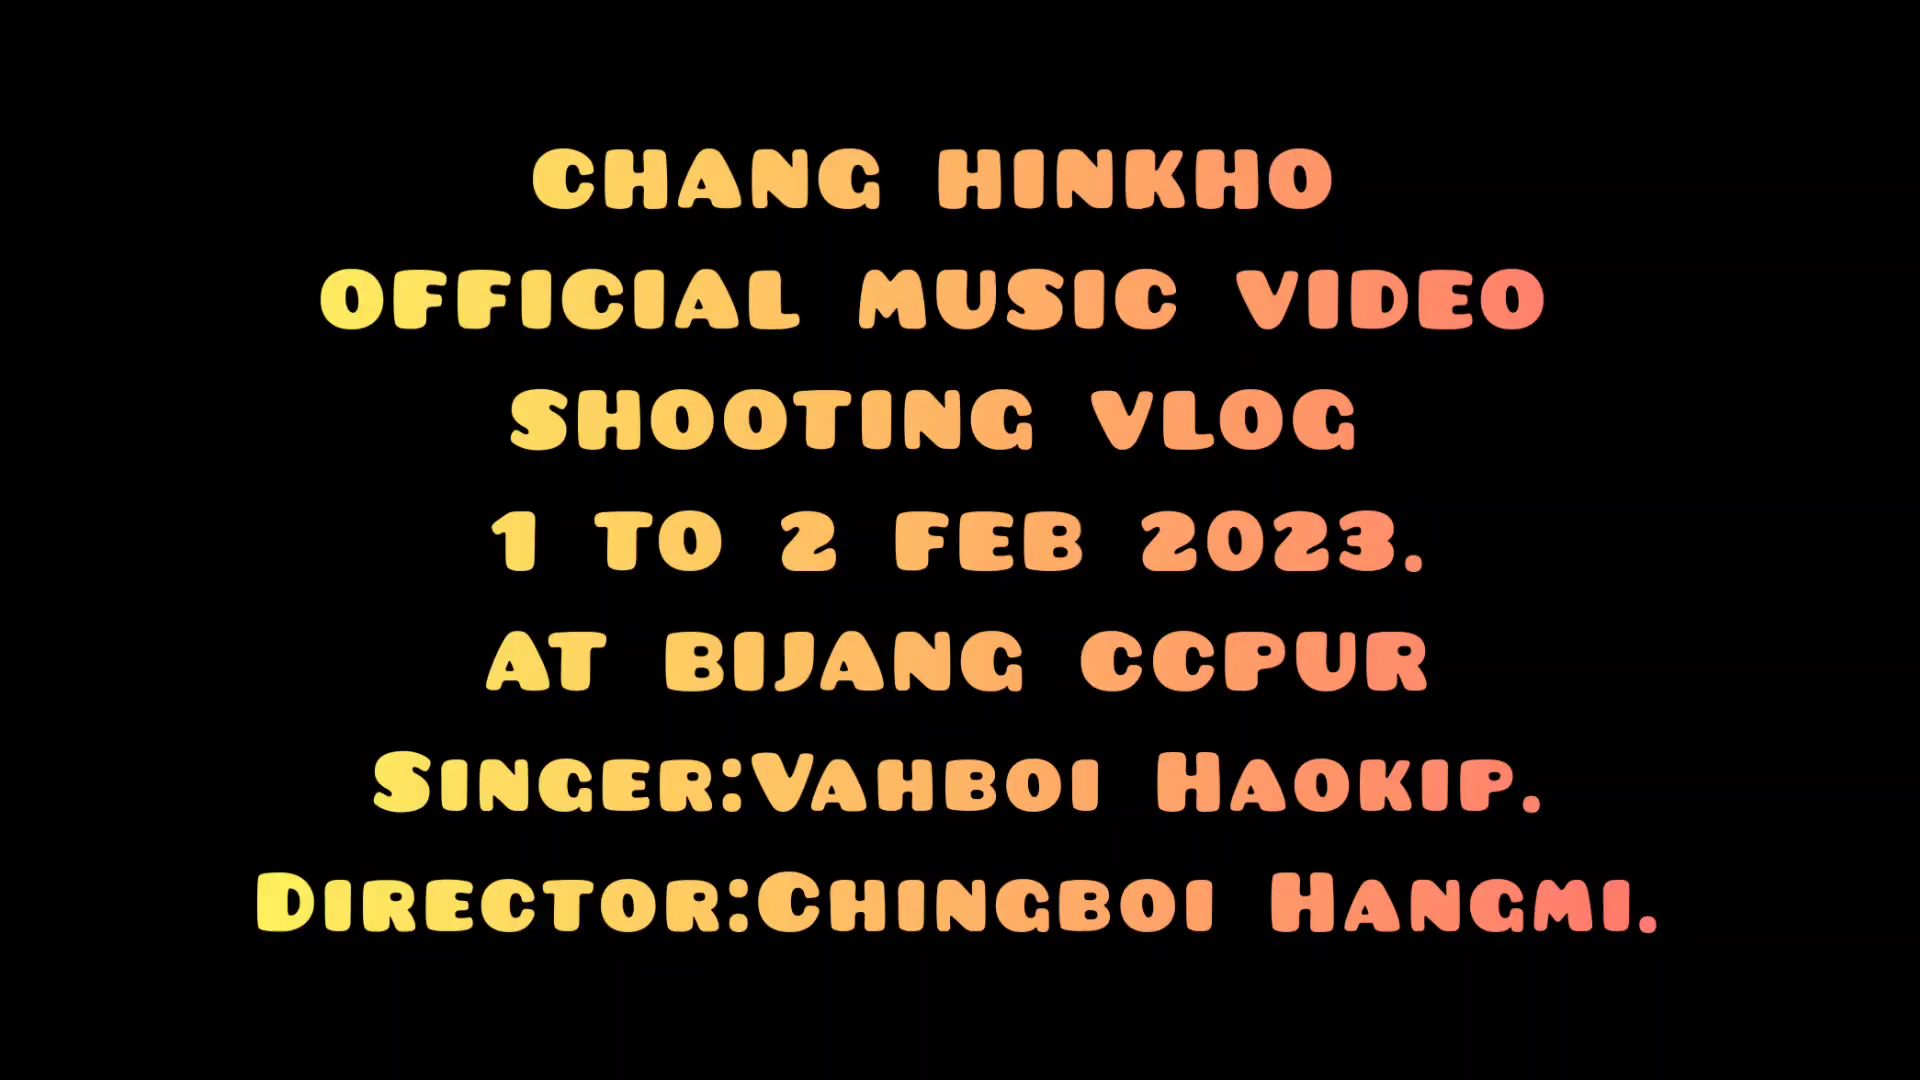 CHANG HINKHO
OFFICIAL MUSIC VIDEO
SHOOTING VLOG
1 TO 2 FEB 2023.
AT BIJANG CCPUR
Singer:Vahboi Haokip.
Director:Chingboi Hangmi.